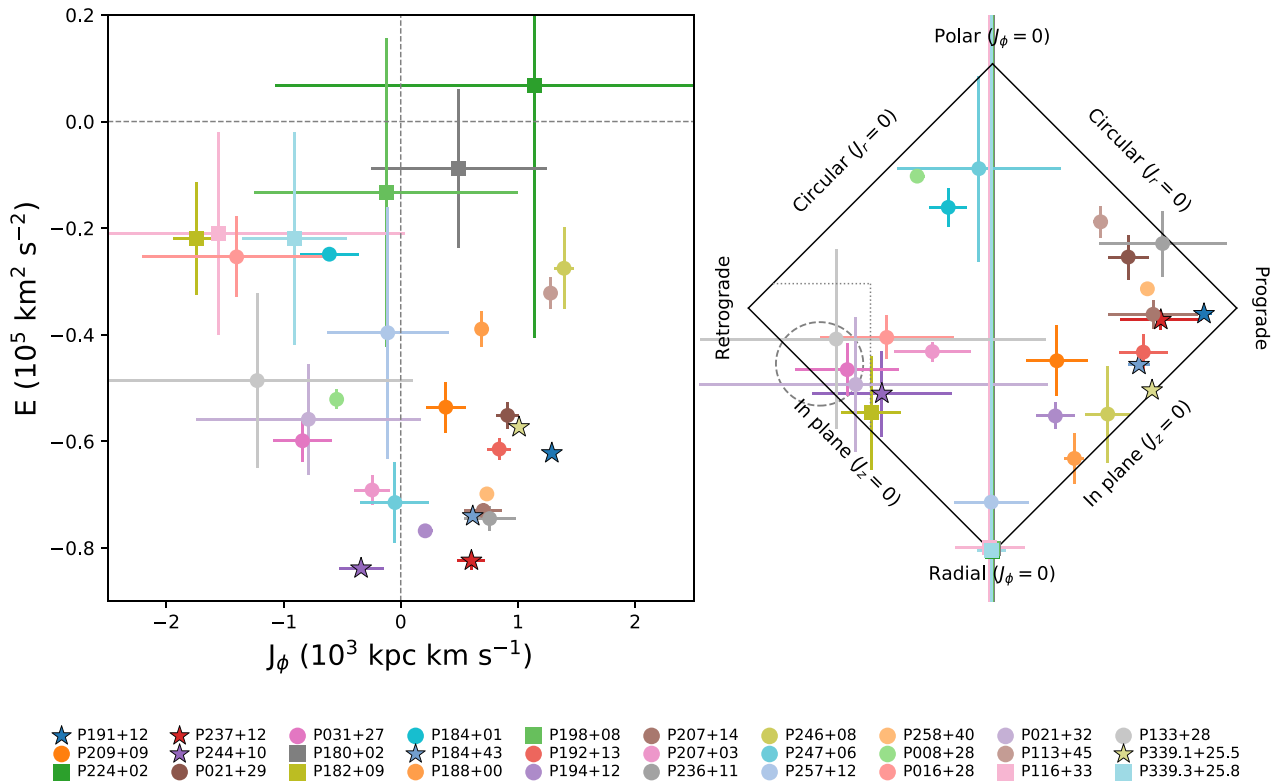 0.2
0.0
−0.2
−0.4
−0.6
−0.8
E (10⁵ km² s⁻²)
−2
−1
0
1
2
J_ϕ (10³ kpc km s⁻¹)
Polar (J_ϕ = 0)
Circular (J_r = 0)
Circular (J_r = 0)
Retrograde
Prograde
In plane (J_z = 0)
In plane (J_z = 0)
Radial (J_ϕ = 0)
P191+12 P237+12 P031+27 P184+01 P198+08 P207+14 P246+08 P258+40 P021+32 P133+28
P209+09 P244+10 P180+02 P184+43 P192+13 P207+03 P247+06 P008+28 P113+45 P339.1+25.5
P224+02 P021+29 P182+09 P188+00 P194+12 P236+11 P257+12 P016+28 P116+33 P339.3+25.8